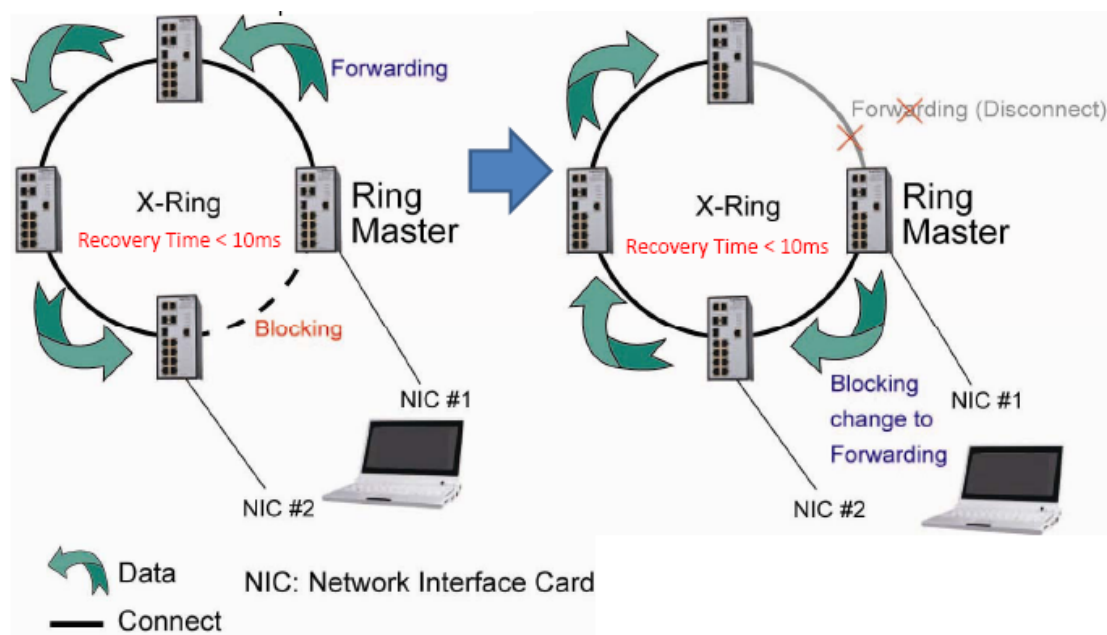 Forwarding
X-Ring
Recovery Time < 10ms
Ring
Master
Blocking
NIC #1
NIC #2
Forwarding (Disconnect)
X-Ring
Recovery Time < 10ms
Ring
Master
Blocking
change to
Forwarding
NIC #1
NIC #2
Data
NIC: Network Interface Card
Connect